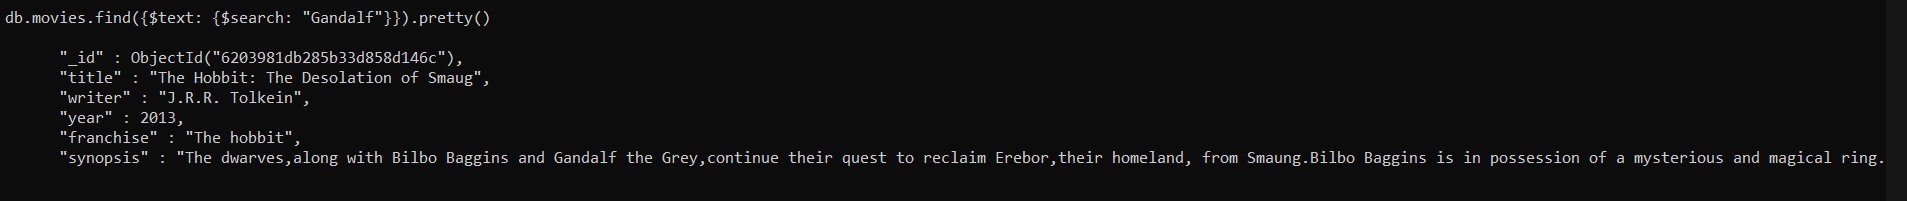 db.movies.find({$text: {$search: "Gandalf"}}).pretty()
"_id" : ObjectId("6203981db285b33d858d146c"),
"title" : "The Hobbit: The Desolation of Smaug",
"writer" : "J.R.R. Tolkein",
"year" : 2013,
"franchise" : "The hobbit",
"synopsis" : "The dwarves,along with Bilbo Baggins and Gandalf the Grey,continue their quest to reclaim Erebor,their homeland, from Smaung.Bilbo Baggins is in possession of a mysterious and magical ring.